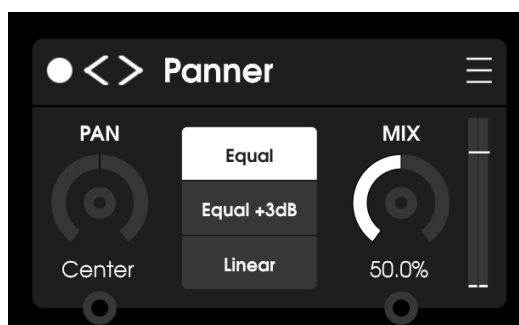 Panner
PAN
MIX
Equal
Equal +3dB
Linear
Center
50.0%